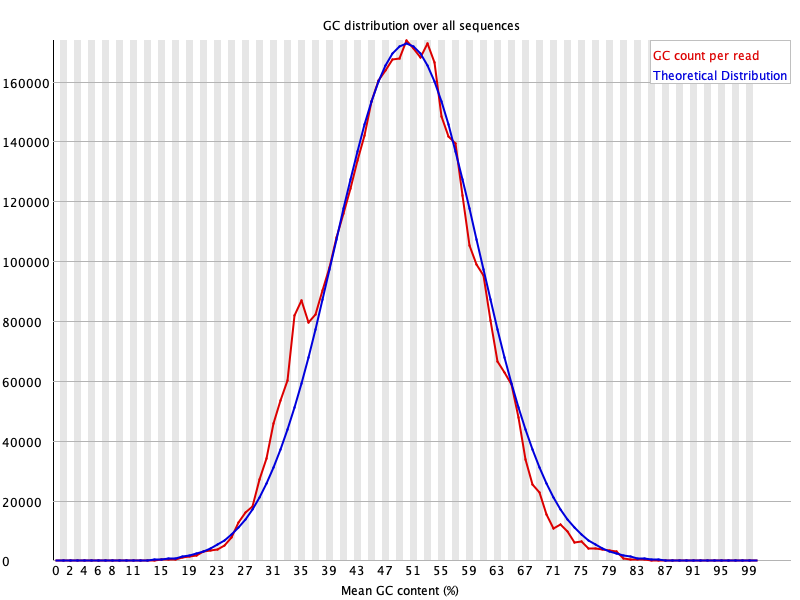 GC distribution over all sequences
GC count per read
Theoretical Distribution
160000
140000
120000
100000
80000
60000
40000
20000
0
0 2 4 6 8 11 15 19 23 27 31 35 39 43 47 51 55 59 63 67 71 75 79 83 87 91 95 99
Mean GC content (%)